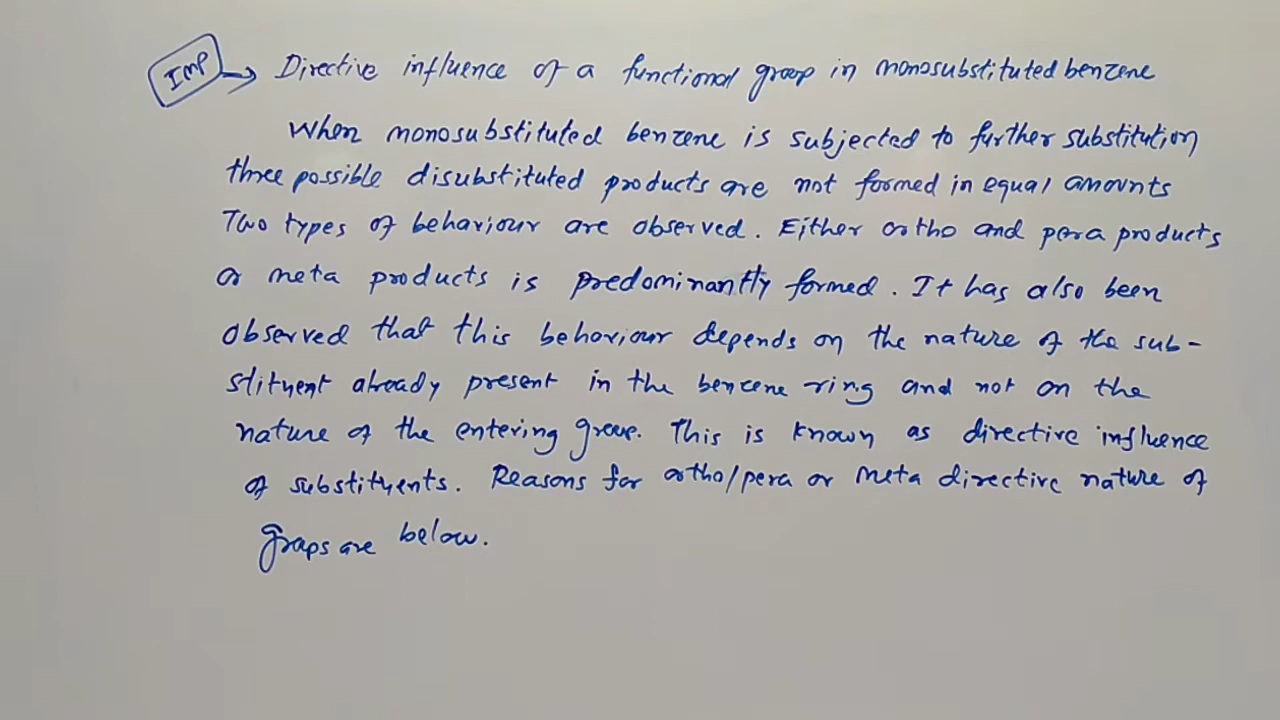 IMP → Directive influence of a functional group in monosubstituted benzene
When monosubstituted benzene is subjected to further substitution
three possible disubstituted products are not formed in equal amounts
Two types of behaviour are observed. Either ortho and para products
or meta products is predominantly formed. It has also been
observed that this behaviour depends on the nature of the sub-
stituent already present in the benzene ring and not on the
nature of the entering group. This is known as directive influence
of substituents. Reasons for ortho/pera or meta directive nature of
groups are below.